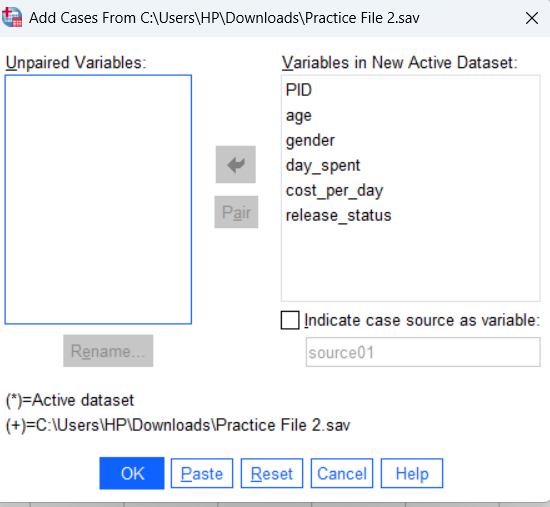 Add Cases From C:\Users\HP\Downloads\Practice File 2.sav
Unpaired Variables:
Variables in New Active Dataset:
PID
age
gender
day_spent
cost_per_day
release_status
Pair
Indicate case source as variable:
Rename...
source01
(*)=Active dataset
(+)=C:\Users\HP\Downloads\Practice File 2.sav
OK Paste Reset Cancel Help